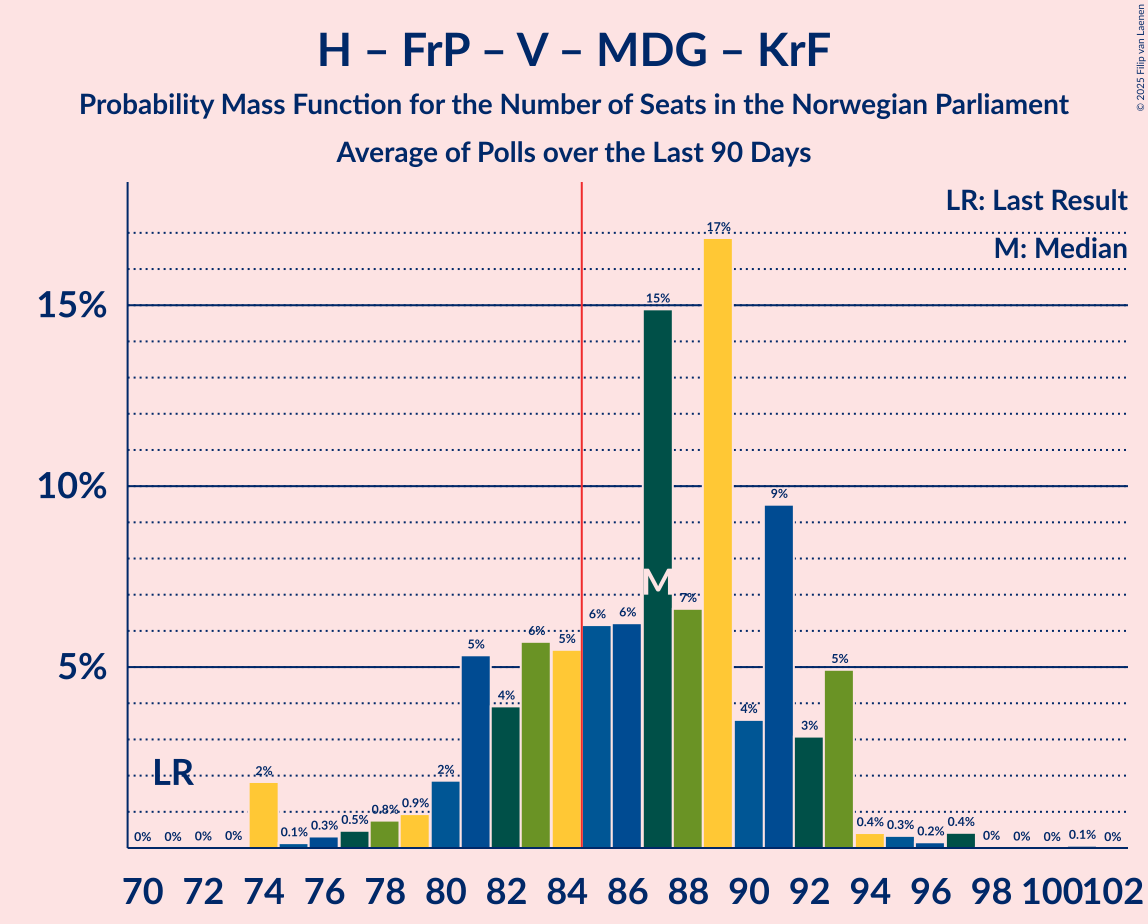 H – FrP – V – MDG – KrF
Probability Mass Function for the Number of Seats in the Norwegian Parliament
Average of Polls over the Last 90 Days
© 2025 Filip van Laenen
LR: Last Result
M: Median
15%
10%
5%
LR
M
0% 0% 0% 0% 2% 0.1% 0.3% 0.5% 0.8% 0.9% 2% 5% 4% 6% 5% 6% 6% 15% 7% 17% 4% 9% 3% 5% 0.4% 0.3% 0.2% 0.4% 0% 0% 0% 0.1% 0%
70 72 74 76 78 80 82 84 86 88 90 92 94 96 98 100 102